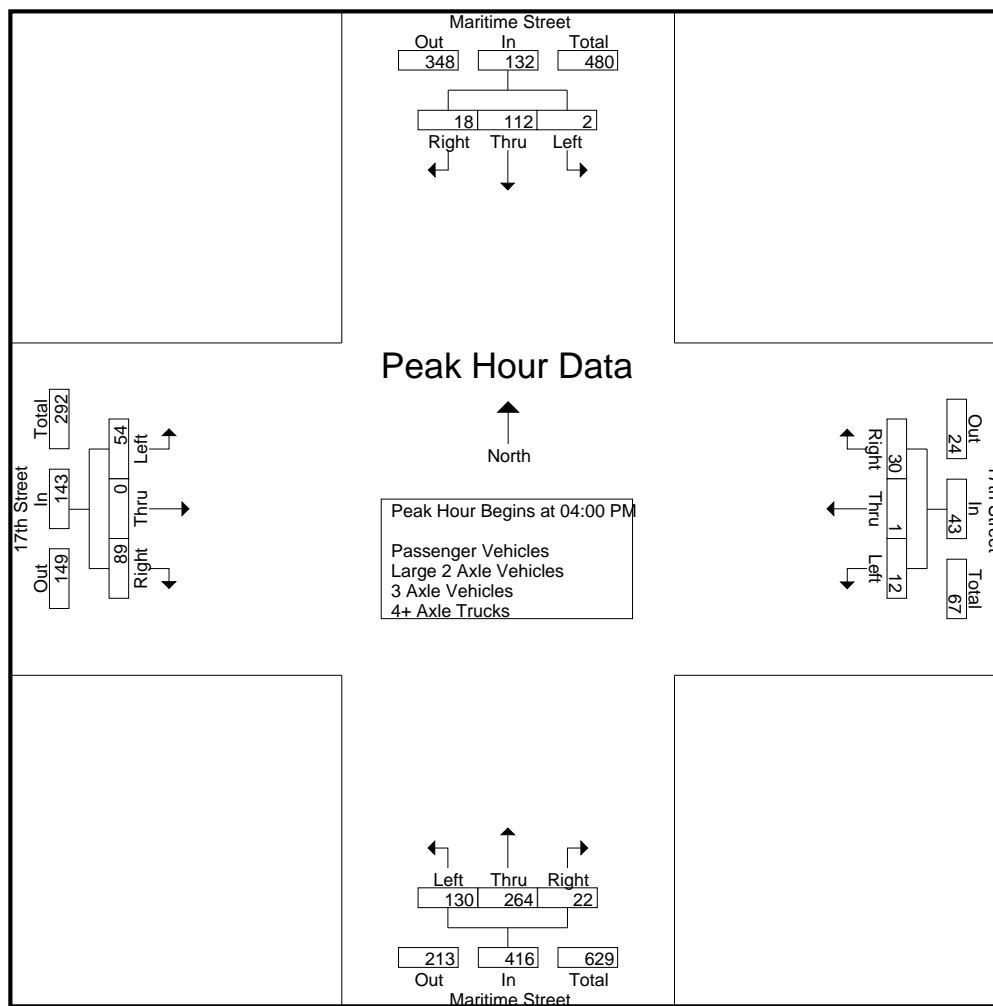 Maritime Street
Out In Total
348 132 480
18 112 2
Right Thru Left
Peak Hour Data
North
Peak Hour Begins at 04:00 PM
Passenger Vehicles
Large 2 Axle Vehicles
3 Axle Vehicles
4+ Axle Trucks
17th Street
Out In Total
149 143 292
89 0 54
Right Thru Left
Right Thru Left
30 1 12
Out In Total
24 43 67
17th Street
Left Thru Right
130 264 22
213 416 629
Out In Total
Maritime Street